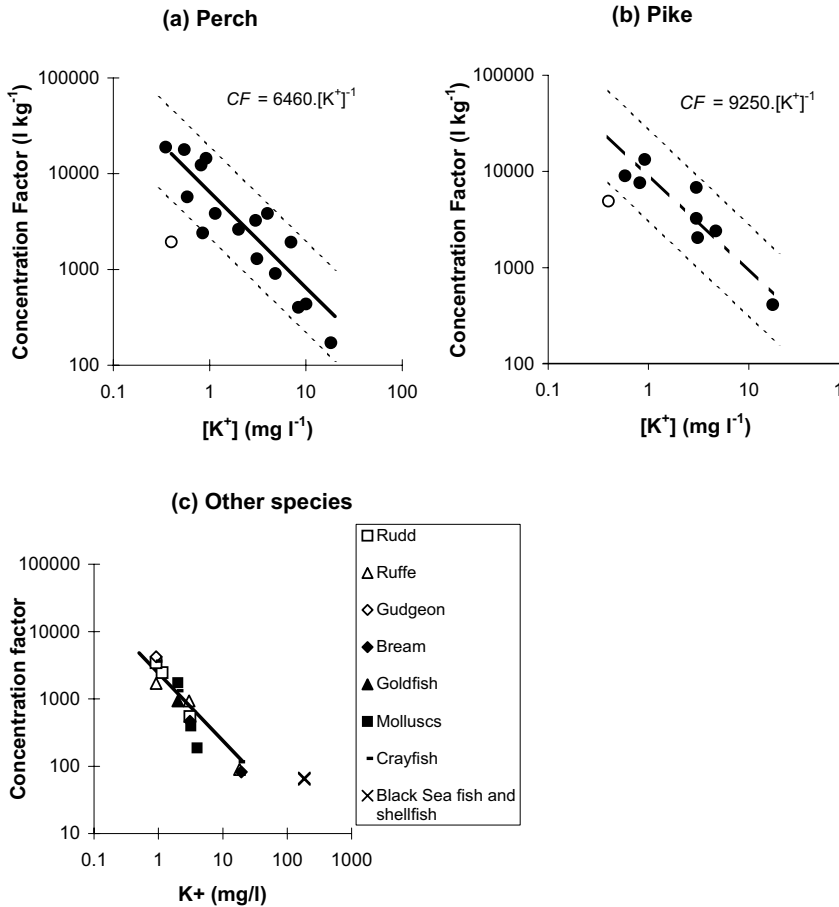 (a) Perch
100000
10000
1000
100
0.1 1 10 100
Concentration Factor (l kg⁻¹)
CF = 6460.[K⁺]⁻¹
[K⁺] (mg l⁻¹)
(b) Pike
100000
10000
1000
100
0.1 1 10
Concentration Factor (l kg⁻¹)
CF = 9250.[K⁺]⁻¹
[K⁺] (mg l⁻¹)
(c) Other species
100000
10000
1000
100
10
0.1 1 10 100 1000
Concentration factor
K+ (mg/l)
Rudd
Ruffe
Gudgeon
Bream
Goldfish
Molluscs
Crayfish
Black Sea fish and
shellfish